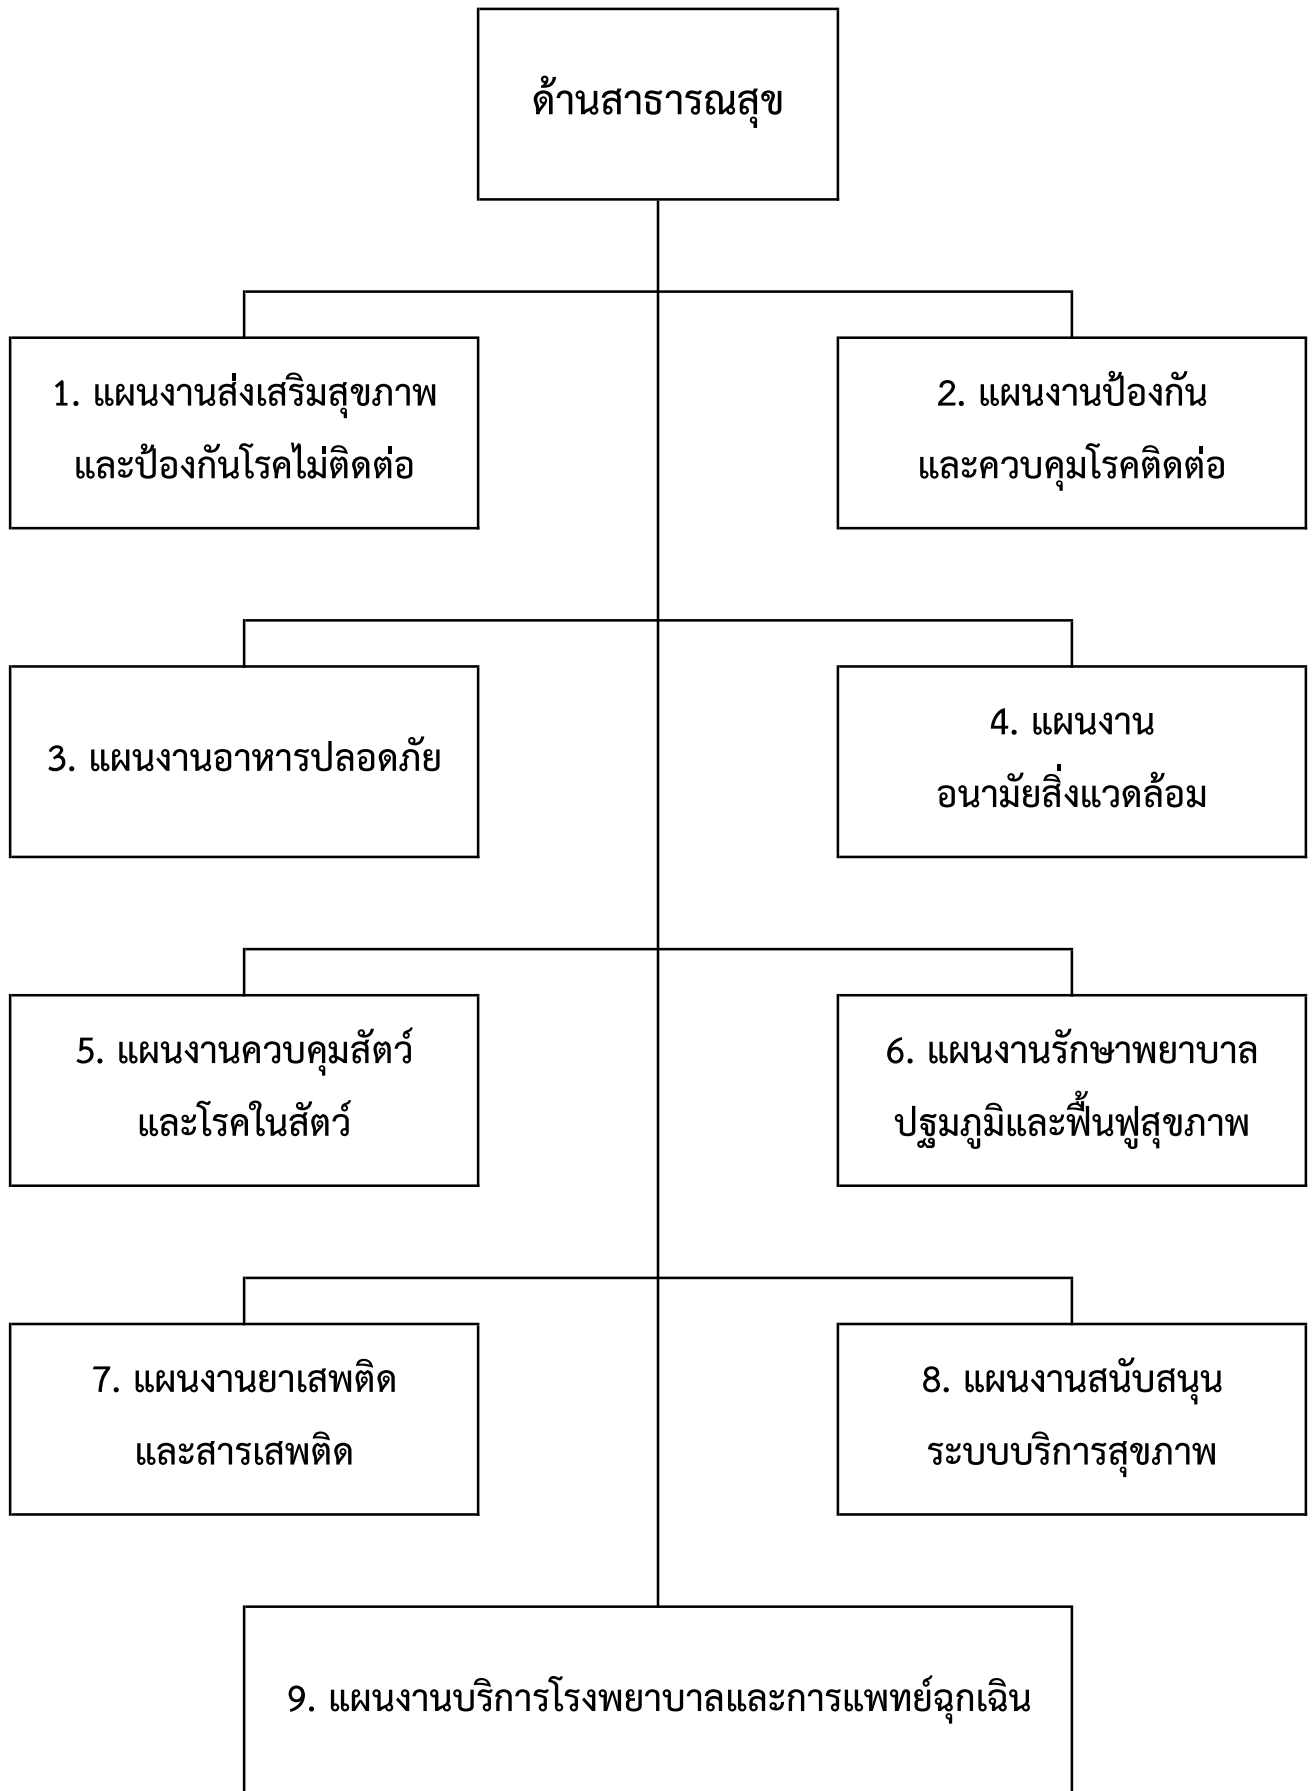 ด้านสาธารณสุข
1. แผนงานส่งเสริมสุขภาพ
และป้องกันโรคไม่ติดต่อ
2. แผนงานป้องกัน
และควบคุมโรคติดต่อ
3. แผนงานอาหารปลอดภัย
4. แผนงาน
อนามัยสิ่งแวดล้อม
5. แผนงานควบคุมสัตว์
และโรคในสัตว์
6. แผนงานรักษาพยาบาล
ปฐมภูมิและฟื้นฟูสุขภาพ
7. แผนงานยาเสพติด
และสารเสพติด
8. แผนงานสนับสนุน
ระบบบริการสุขภาพ
9. แผนงานบริการโรงพยาบาลและการแพทย์ฉุกเฉิน